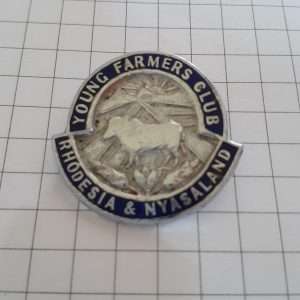 YOUNG FARMERS CLUB
RHODESIA & NYASALAND